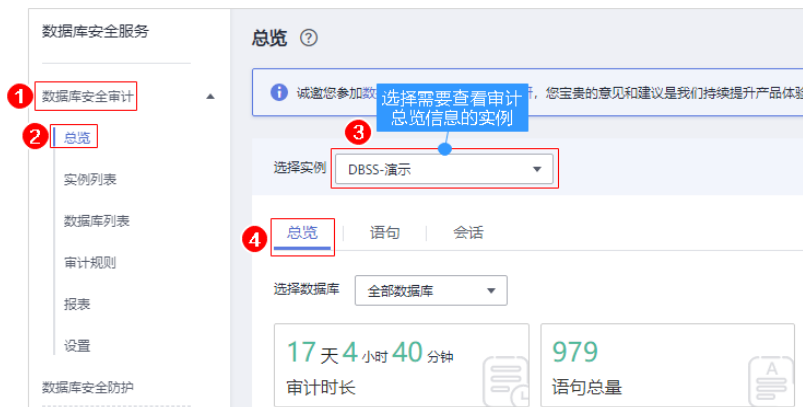 数据库安全服务
总览 ?
1 数据库安全审计
2 总览
实例列表
数据库列表
审计规则
报表
设置
数据库安全防护
诚邀您参加数
，您宝贵的意见和建议是我们持续提升产品体验
选择需要查看审计
总览信息的实例
3
选择实例 DBSS-演示
4 总览 语句 会话
选择数据库 全部数据库
17 天 4 小时 40 分钟
审计时长
979
语句总量
A